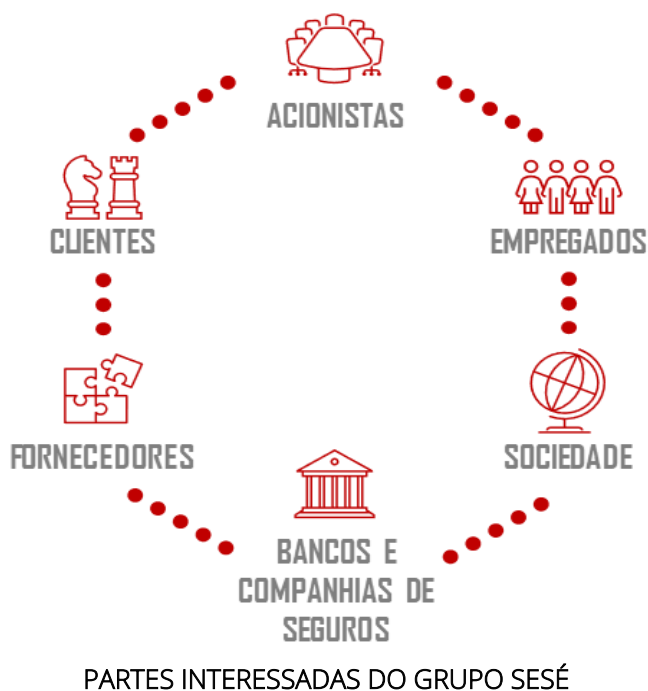 ACIONISTAS
CLIENTES
EMPREGADOS
FORNECEDORES
SOCIEDADE
BANCOS E
COMPANHIAS DE
SEGUROS
PARTES INTERESSADAS DO GRUPO SESÉ